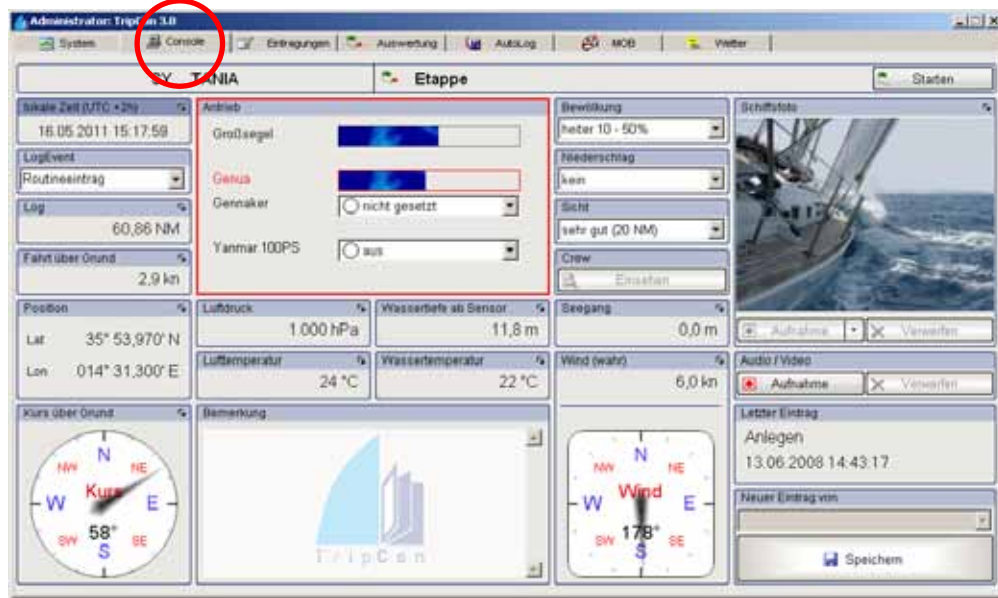 Administrator: TripCon 3.0
System
Console
Eintragungen
Auswertung
AutoLog
MOB
Wetter
SY TANIA
Etappe
Starten
lokale Zeit (UTC +2h)
16.05.2011 15:17:59
LogEvent
Routineeintrag
Log
60,86 NM
Fahrt über Grund
2,9 kn
Position
Lat 35° 53,970' N
Lon 014° 31,300' E
Kurs über Grund
N
NW NE
Kurs
W E
58°
SW SE
S
Antrieb
Großsegel
Genua
Gennaker nicht gesetzt
Yanmar 100PS aus
Luftdruck
1.000 hPa
Wassertiefe ab Sensor
11,8 m
Lufttemperatur
24 °C
Wassertemperatur
22 °C
Bemerkung
TripCon
Bewölkung
heiter 10 - 50%
Niederschlag
kein
Sicht
sehr gut (20 NM)
Crew
Einsehen
Seegang
0,0 m
Wind (wahr)
6,0 kn
N
NW NE
Wind
W E
178°
SW SE
S
Schiffsfoto
Aufnahme Verwerfen
Audio / Video
Aufnahme Verwerfen
Letzter Eintrag
Anlegen
13.06.2008 14:43:17
Neuer Eintrag von
Speichern